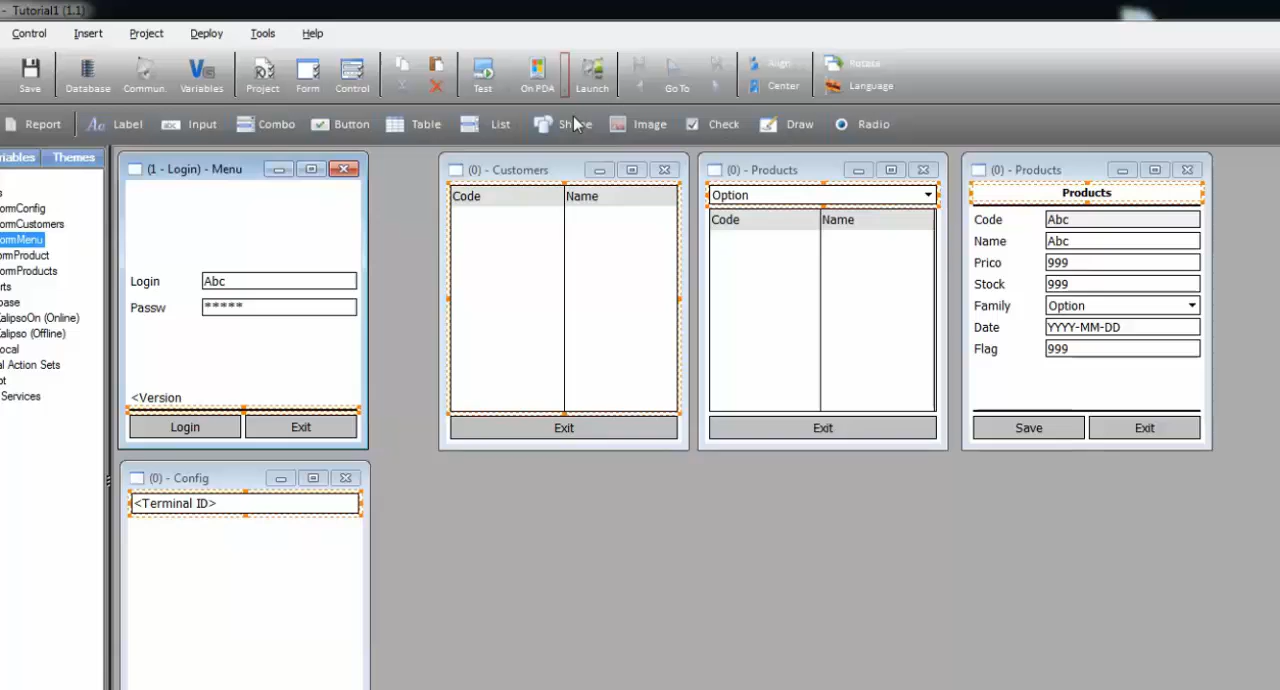 - Tutorial1 (1.1)
Control Insert Project Deploy Tools Help
Save Database Commun. Variables Project Form Control Test On PDA Launch Go To Align Center Rotate Language
Report Label Input Combo Button Table List Image Check Draw Radio
riables Themes
s
ormConfig
ormCustomers
ormMenu
ormProduct
ormProducts
rts
base
alipsoOn (Online)
alipso (Offline)
ocal
al Action Sets
pt
Services
(1 - Login) - Menu
Login Abc
Passw *****
<Version
Login Exit
(0) - Customers
Code Name
Exit
(0) - Products
Option
Code Name
Exit
(0) - Products
Products
Code Abc
Name Abc
Price 999
Stock 999
Family Option
Date YYYY-MM-DD
Flag 999
Save Exit
(0) - Config
<Terminal ID>